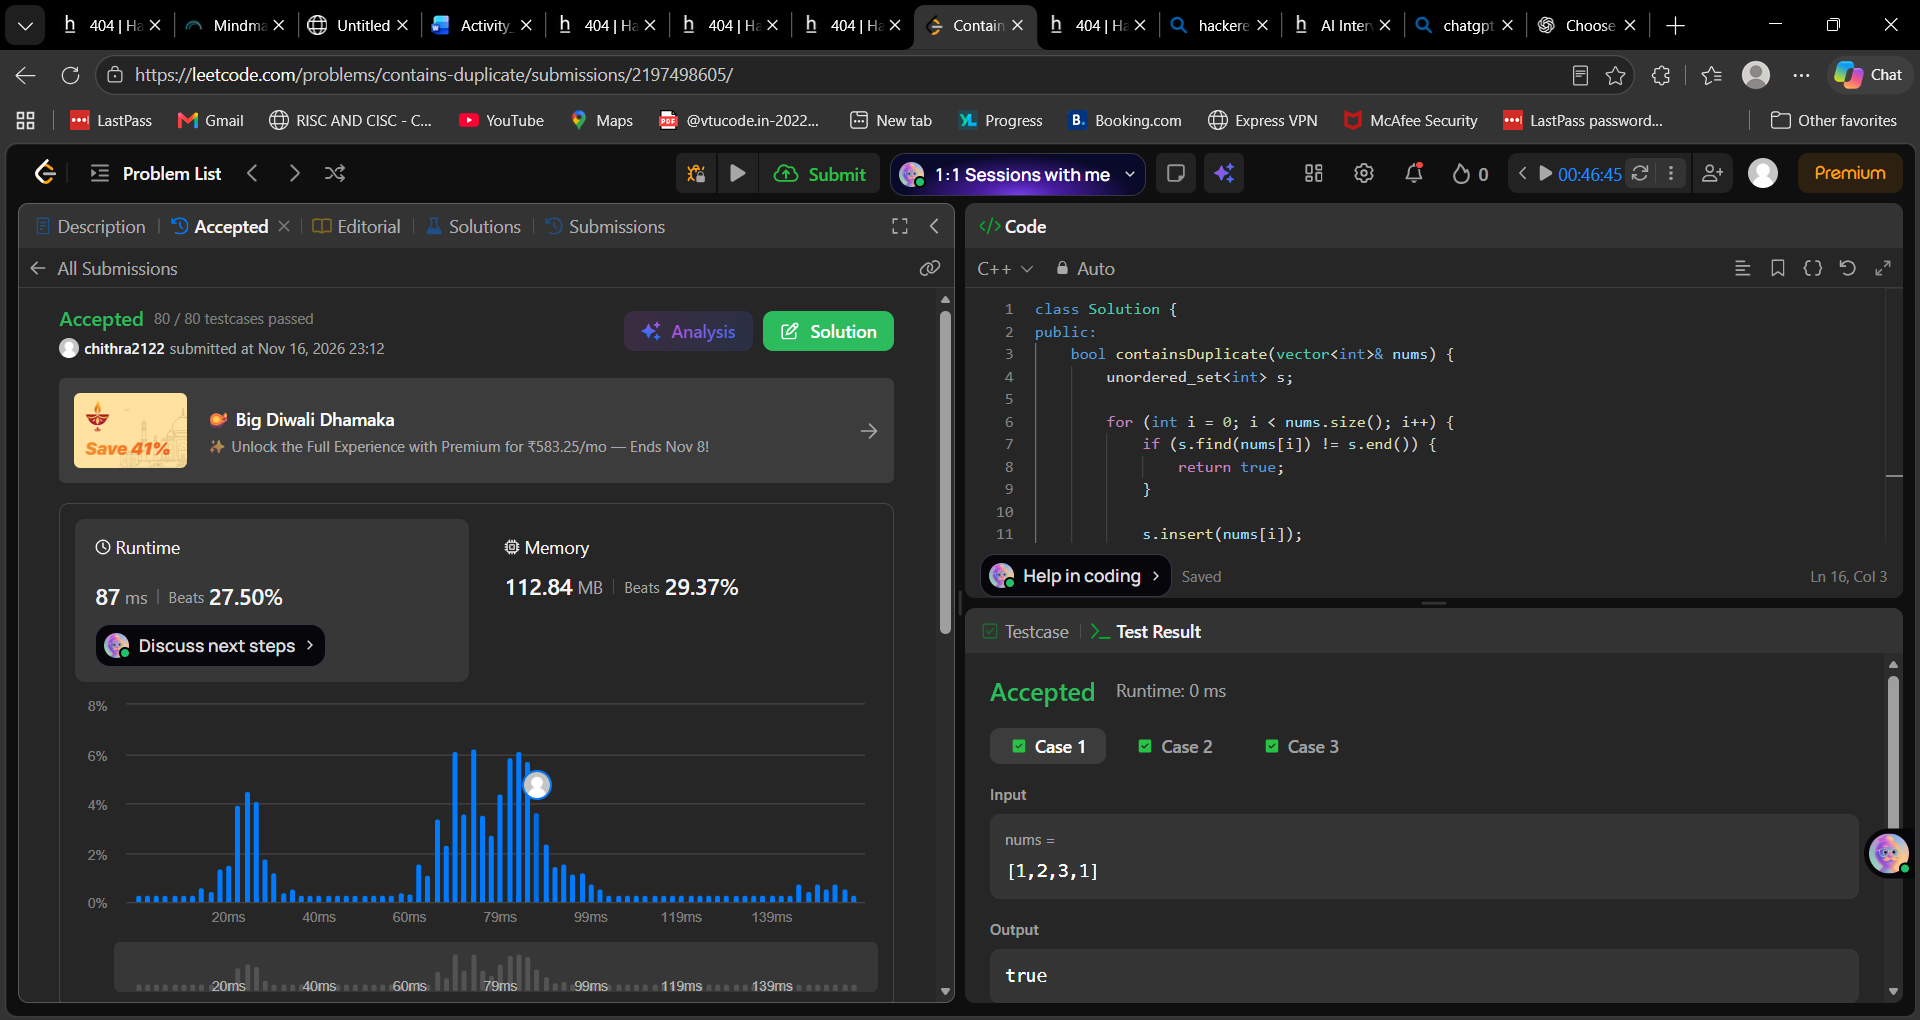 404 | Ha
Mindma
Untitled
Activity_
404 | Ha
404 | Ha
404 | Ha
Contain
404 | Ha
hackere
AI Inter
chatgpt
Choose
https://leetcode.com/problems/contains-duplicate/submissions/2197498605/
Chat
LastPass
Gmail
RISC AND CISC - C...
YouTube
Maps
@vtucode.in-2022...
New tab
Progress
Booking.com
Express VPN
McAfee Security
LastPass password...
Other favorites
Problem List
Submit
1:1 Sessions with me
0
00:46:45
Premium
Description
Accepted
Editorial
Solutions
Submissions
All Submissions
Accepted 80 / 80 testcases passed
chithra2122 submitted at Nov 16, 2026 23:12
Analysis
Solution
Save 41%
Big Diwali Dhamaka
Unlock the Full Experience with Premium for ₹583.25/mo — Ends Nov 8!
Runtime
87 ms | Beats 27.50%
Discuss next steps
Memory
112.84 MB | Beats 29.37%
8%
6%
4%
2%
0%
20ms 40ms 60ms 79ms 99ms 119ms 139ms
20ms 40ms 60ms 79ms 99ms 119ms 139ms
</> Code
C++
Auto
1 class Solution {
2 public:
3 bool containsDuplicate(vector<int>& nums) {
4 unordered_set<int> s;
5
6 for (int i = 0; i < nums.size(); i++) {
7 if (s.find(nums[i]) != s.end()) {
8 return true;
9 }
10
11 s.insert(nums[i]);
Help in coding
Saved
Ln 16, Col 3
Testcase
Test Result
Accepted Runtime: 0 ms
Case 1
Case 2
Case 3
Input
nums =
[1,2,3,1]
Output
true